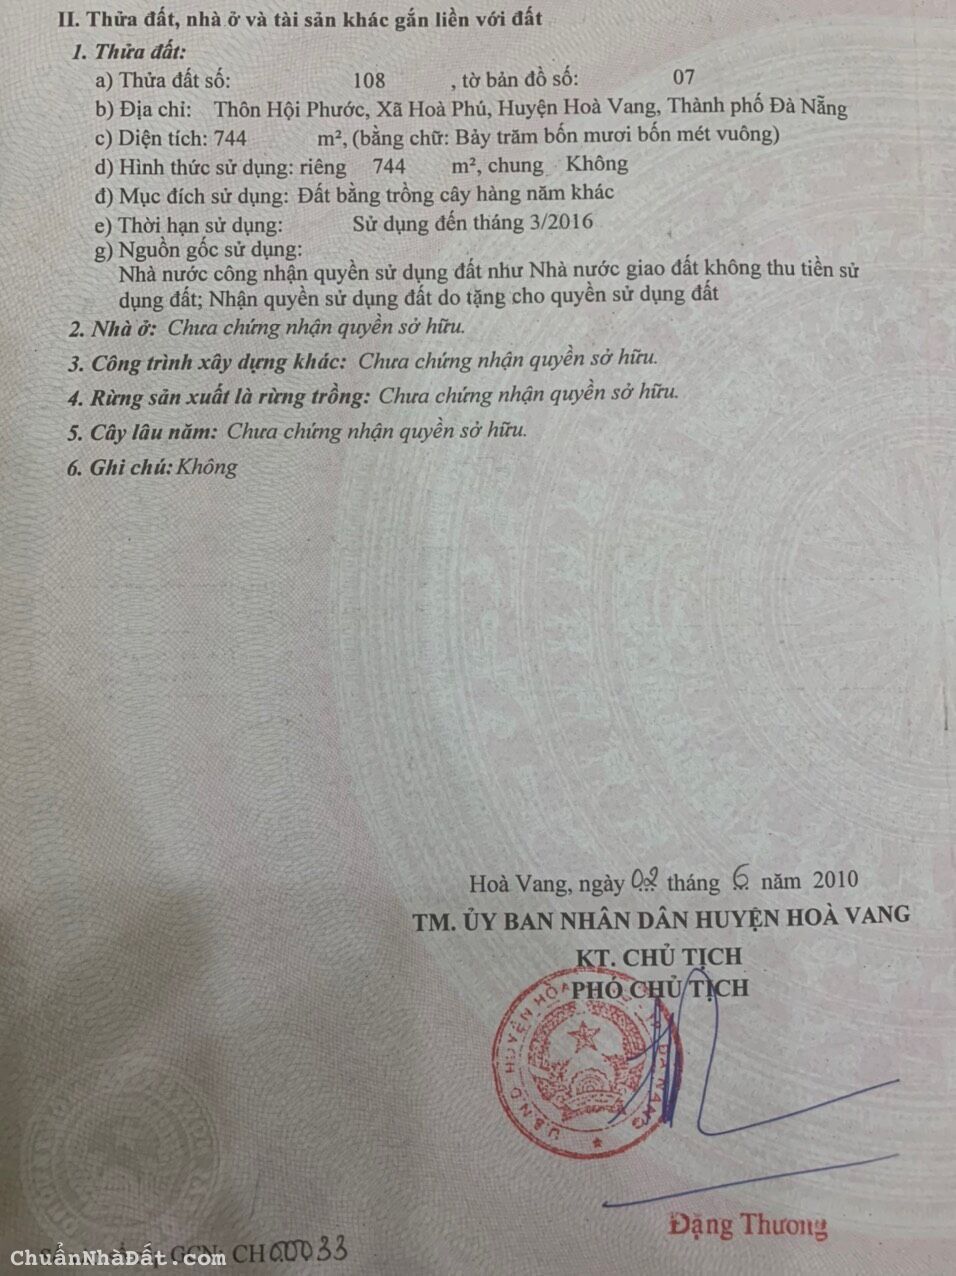 II. Thửa đất, nhà ở và tài sản khác gắn liền với đất
1. Thửa đất:
a) Thửa đất số: 108 , tờ bản đồ số: 07
b) Địa chỉ: Thôn Hội Phước, Xã Hoà Phú, Huyện Hoà Vang, Thành phố Đà Nẵng
c) Diện tích: 744 m², (bằng chữ: Bảy trăm bốn mươi bốn mét vuông)
d) Hình thức sử dụng: riêng 744 m², chung Không
đ) Mục đích sử dụng: Đất bằng trồng cây hàng năm khác
e) Thời hạn sử dụng: Sử dụng đến tháng 3/2016
g) Nguồn gốc sử dụng:
Nhà nước công nhận quyền sử dụng đất như Nhà nước giao đất không thu tiền sử
dụng đất; Nhận quyền sử dụng đất do tặng cho quyền sử dụng đất
2. Nhà ở: Chưa chứng nhận quyền sở hữu.
3. Công trình xây dựng khác: Chưa chứng nhận quyền sở hữu.
4. Rừng sản xuất là rừng trồng: Chưa chứng nhận quyền sở hữu.
5. Cây lâu năm: Chưa chứng nhận quyền sở hữu.
6. Ghi chú: Không
Hoà Vang, ngày 02 tháng 6 năm 2010
TM. ỦY BAN NHÂN DÂN HUYỆN HOÀ VANG
KT. CHỦ TỊCH
PHÓ CHỦ TỊCH
U.B.N.D HUYỆN HÒA ĐÀ NẴNG
Đặng Thương
GCN: CH00033
ChuẩnNhàĐất.com